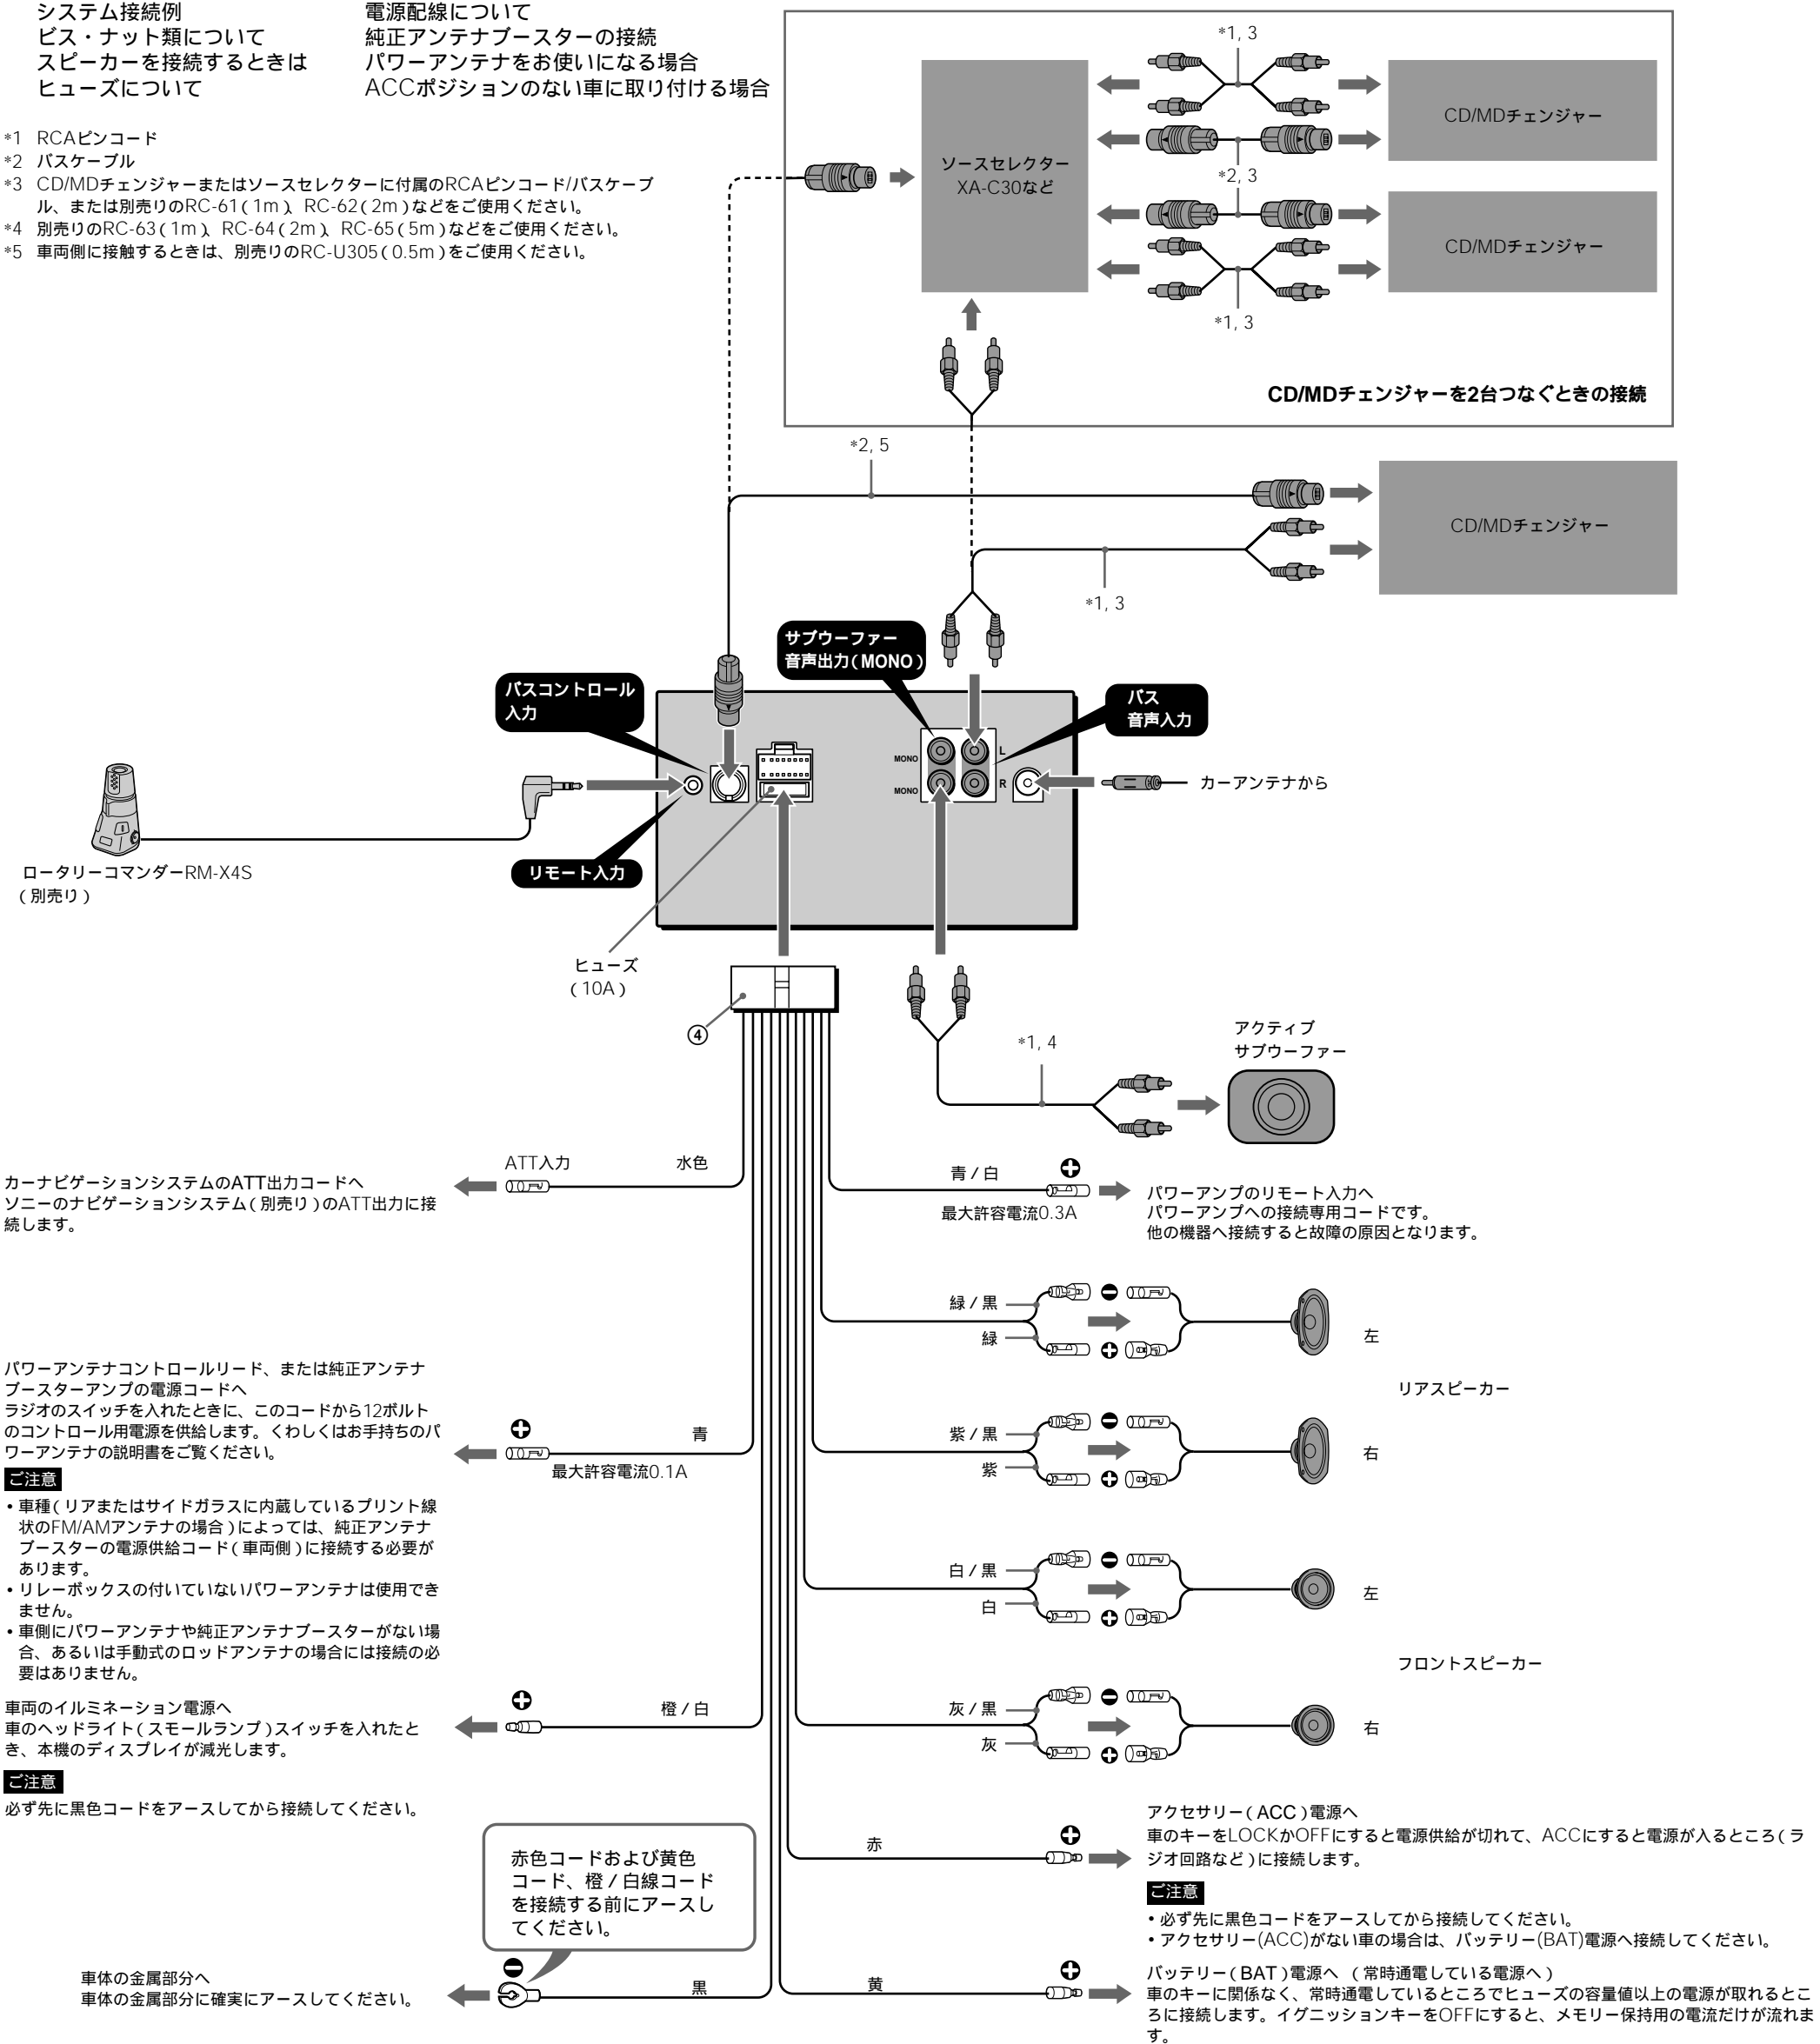 システム接続例
ビス・ナット類について
スピーカーを接続するときは
ヒューズについて
電源配線について
純正アンテナブースターの接続
パワーアンテナをお使いになる場合
ACCポジションのない車に取り付ける場合
*1 RCAピンコード
*2 バスケーブル
*3 CD/MDチェンジャーまたはソースセレクターに付属のRCAピンコード/バスケーブ
ル、または別売りのRC-61(1m)、RC-62(2m)などをご使用ください。
*4 別売りのRC-63(1m)、RC-64(2m)、RC-65(5m)などをご使用ください。
*5 車両側に接触するときは、別売りのRC-U305(0.5m)をご使用ください。
*1, 3
CD/MDチェンジャー
ソースセレクター
XA-C30など
*2, 3
CD/MDチェンジャー
*1, 3
CD/MDチェンジャーを2台つなぐときの接続
*2, 5
CD/MDチェンジャー
*1, 3
サブウーファー
音声出力(MONO)
バスコントロール
入力
バス
音声入力
MONO
L
MONO
R
カーアンテナから
リモート入力
ロータリーコマンダーRM-X4S
(別売り)
ヒューズ
(10A)
④
*1, 4
アクティブ
サブウーファー
ATT入力
水色
カーナビゲーションシステムのATT出力コードへ
ソニーのナビゲーションシステム(別売り)のATT出力に接
続します。
青/白
最大許容電流0.3A
パワーアンプのリモート入力へ
パワーアンプへの接続専用コードです。
他の機器へ接続すると故障の原因となります。
緑/黒
緑
左
リアスピーカー
紫/黒
紫
右
パワーアンテナコントロールリード、または純正アンテナ
ブースターアンプの電源コードへ
ラジオのスイッチを入れたときに、このコードから12ボルト
のコントロール用電源を供給します。くわしくはお手持ちのパ
ワーアンテナの説明書をご覧ください。
青
最大許容電流0.1A
ご注意
•車種(リアまたはサイドガラスに内蔵しているプリント線
状のFM/AMアンテナの場合)によっては、純正アンテナ
ブースターの電源供給コード(車両側)に接続する必要が
あります。
•リレーボックスの付いていないパワーアンテナは使用でき
ません。
•車側にパワーアンテナや純正アンテナブースターがない場
合、あるいは手動式のロッドアンテナの場合には接続の必
要はありません。
白/黒
白
左
フロントスピーカー
灰/黒
灰
右
車両のイルミネーション電源へ
車のヘッドライト(スモールランプ)スイッチを入れたと
き、本機のディスプレイが減光します。
橙/白
ご注意
必ず先に黒色コードをアースしてから接続してください。
赤色コードおよび黄色
コード、橙/白線コード
を接続する前にアースし
てください。
赤
アクセサリー(ACC)電源へ
車のキーをLOCKかOFFにすると電源供給が切れて、ACCにすると電源が入るところ(ラ
ジオ回路など)に接続します。
ご注意
•必ず先に黒色コードをアースしてから接続してください。
•アクセサリー(ACC)がない車の場合は、バッテリー(BAT)電源へ接続してください。
車体の金属部分へ
車体の金属部分に確実にアースしてください。
黒
黄
バッテリー(BAT)電源へ (常時通電している電源へ)
車のキーに関係なく、常時通電しているところでヒューズの容量値以上の電源が取れるとこ
ろに接続します。イグニッションキーをOFFにすると、メモリー保持用の電流だけが流れま
す。